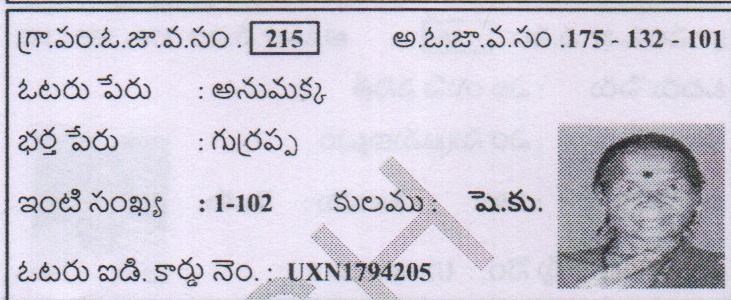 గ్రా.పం.ఓ.జా.వ.సం . 215 అ.ఓ.జా.వ.సం .175 - 132 - 101
ఓటరు పేరు : అనుమక్క
భర్త పేరు : గుర్రప్ప
ఇంటి సంఖ్య : 1-102 కులము : షె.కు.
ఓటరు ఐడి. కార్డు నెం. : UXN1794205